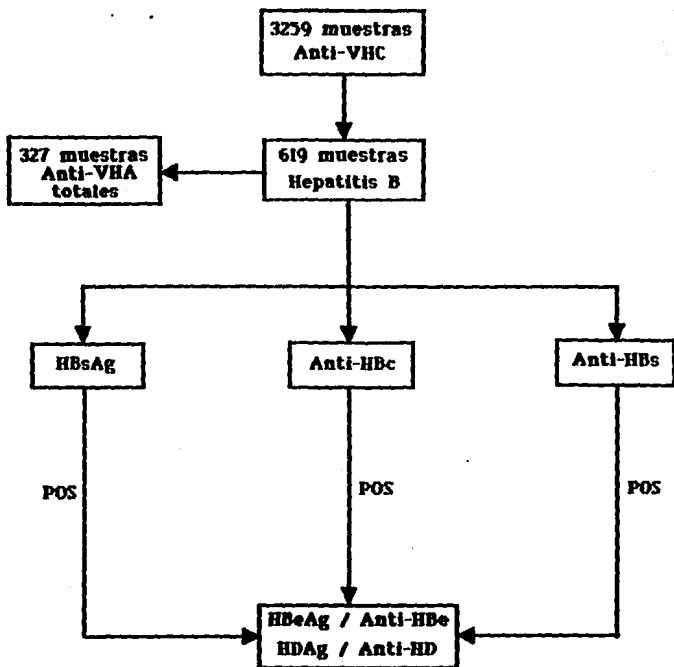 3259 muestras
Anti-VHC
327 muestras
Anti-VHA
totales
619 muestras
Hepatitis B
HBsAg
Anti-HBc
Anti-HBs
POS
POS
POS
HBeAg / Anti-HBe
HDAg / Anti-HD